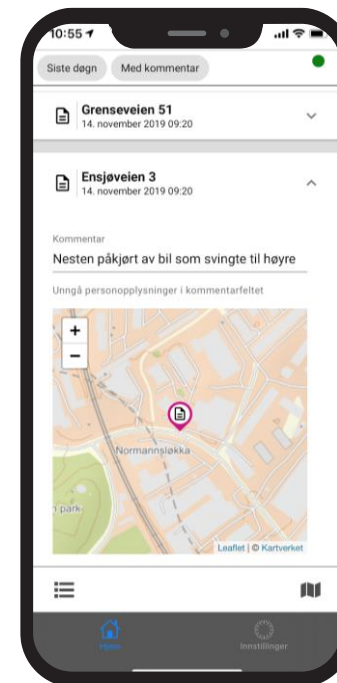 10:55
Siste døgn Med kommentar
Grenseveien 51
14. november 2019 09:20
Ensjøveien 3
14. november 2019 09:20
Kommentar
Nesten påkjørt av bil som svingte til høyre
Unngå personopplysninger i kommentarfeltet
+
−
Normannsløkka
n park
Leaflet | © Kartverket
Hjem Innstillinger